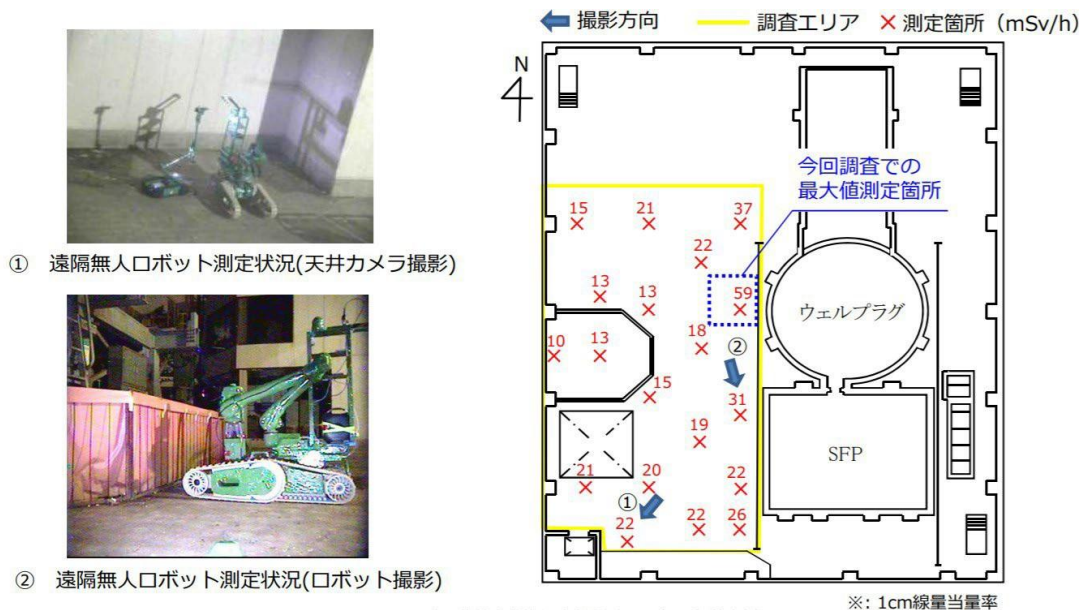 撮影方向 調査エリア × 測定箇所（mSv/h）
N
今回調査での
最大値測定箇所
15 21 37
22
13 13 59
ウェルプラグ
10 13 18
②
15 31
19
SFP
21 20 22
①
22 22 26
※: 1cm線量当量率
① 遠隔無人ロボット測定状況(天井カメラ撮影)
② 遠隔無人ロボット測定状況(ロボット撮影)